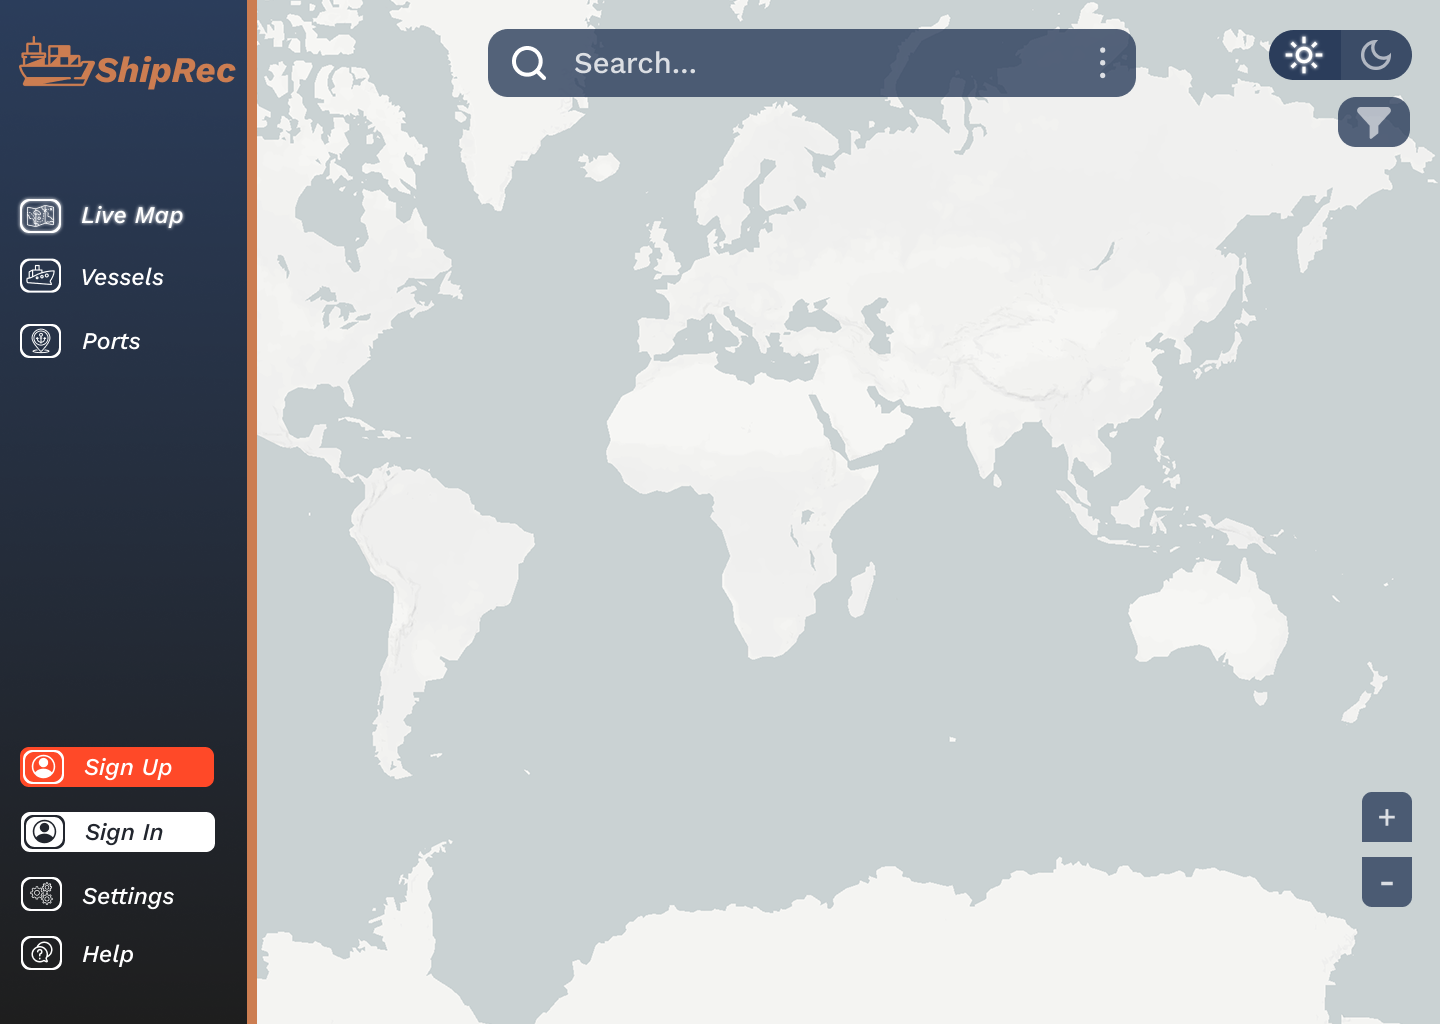 ShipRec
Search...
Live Map
Vessels
Ports
Sign Up
Sign In
Settings
Help
+
-